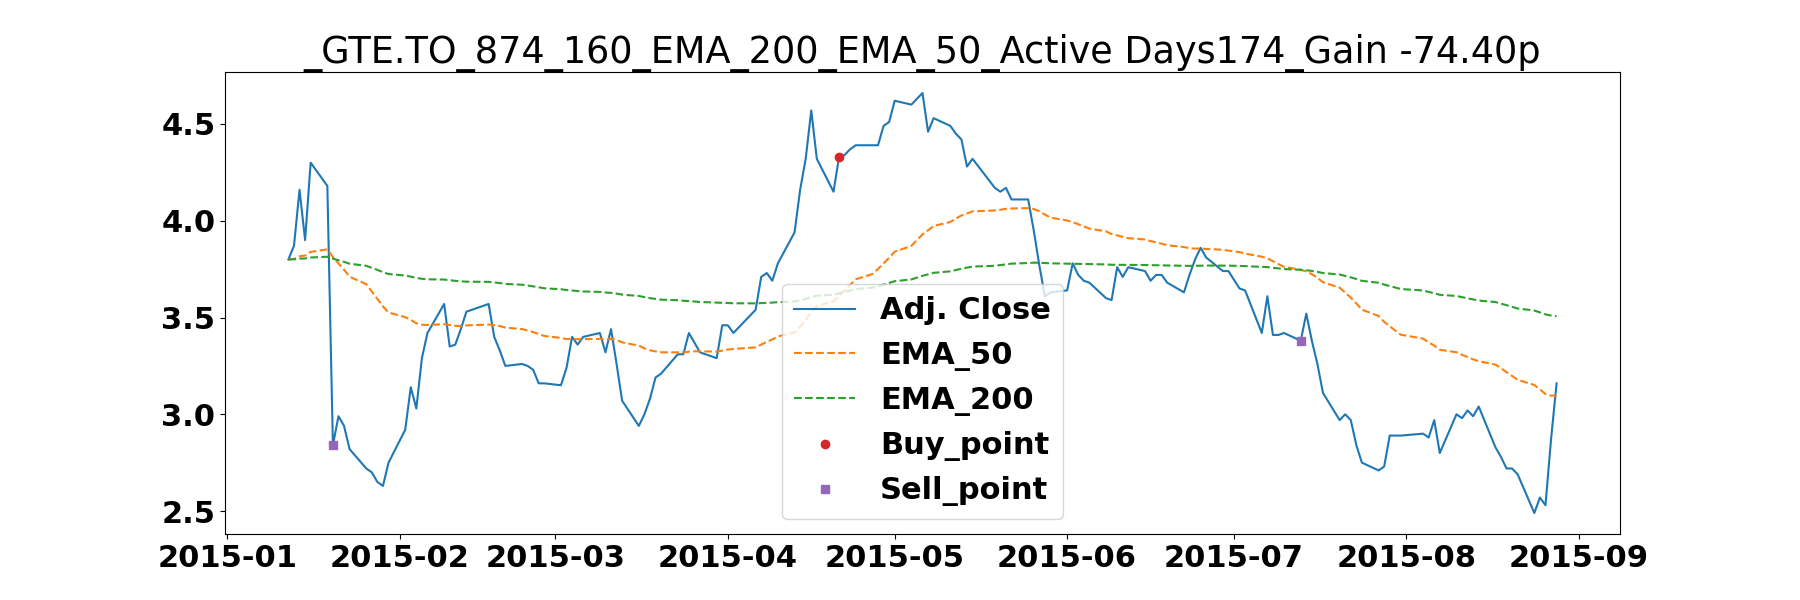 _GTE.TO_874_160_EMA_200_EMA_50_Active Days174_Gain -74.40p
4.5
4.0
3.5
3.0
2.5
Adj. Close
EMA_50
EMA_200
Buy_point
Sell_point
2015-01 2015-02 2015-03 2015-04 2015-05 2015-06 2015-07 2015-08 2015-09